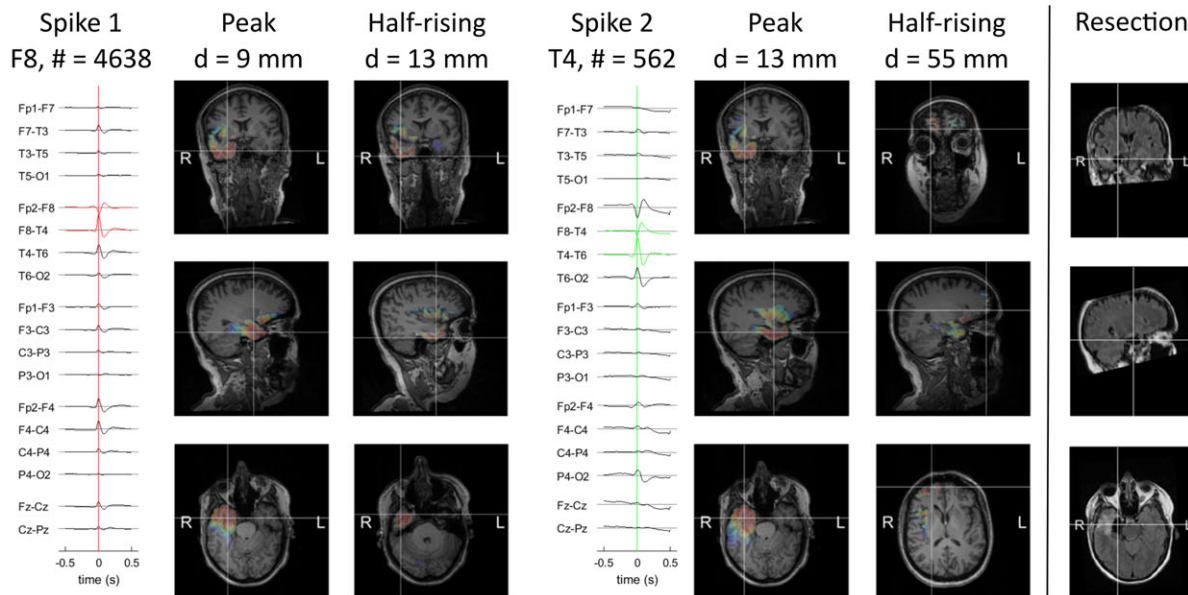 Spike 1
F8, # = 4638
Peak
d = 9 mm
Half-rising
d = 13 mm
Spike 2
T4, # = 562
Peak
d = 13 mm
Half-rising
d = 55 mm
Resection
Fp1-F7
F7-T3
T3-T5
T5-O1
Fp2-F8
F8-T4
T4-T6
T6-O2
Fp1-F3
F3-C3
C3-P3
P3-O1
Fp2-F4
F4-C4
C4-P4
P4-O2
Fz-Cz
Cz-Pz
-0.5 0 0.5
time (s)
R L
R L
Fp1-F7
F7-T3
T3-T5
T5-O1
Fp2-F8
F8-T4
T4-T6
T6-O2
Fp1-F3
F3-C3
C3-P3
P3-O1
Fp2-F4
F4-C4
C4-P4
P4-O2
Fz-Cz
Cz-Pz
-0.5 0 0.5
time (s)
R L
R L
R L
R L